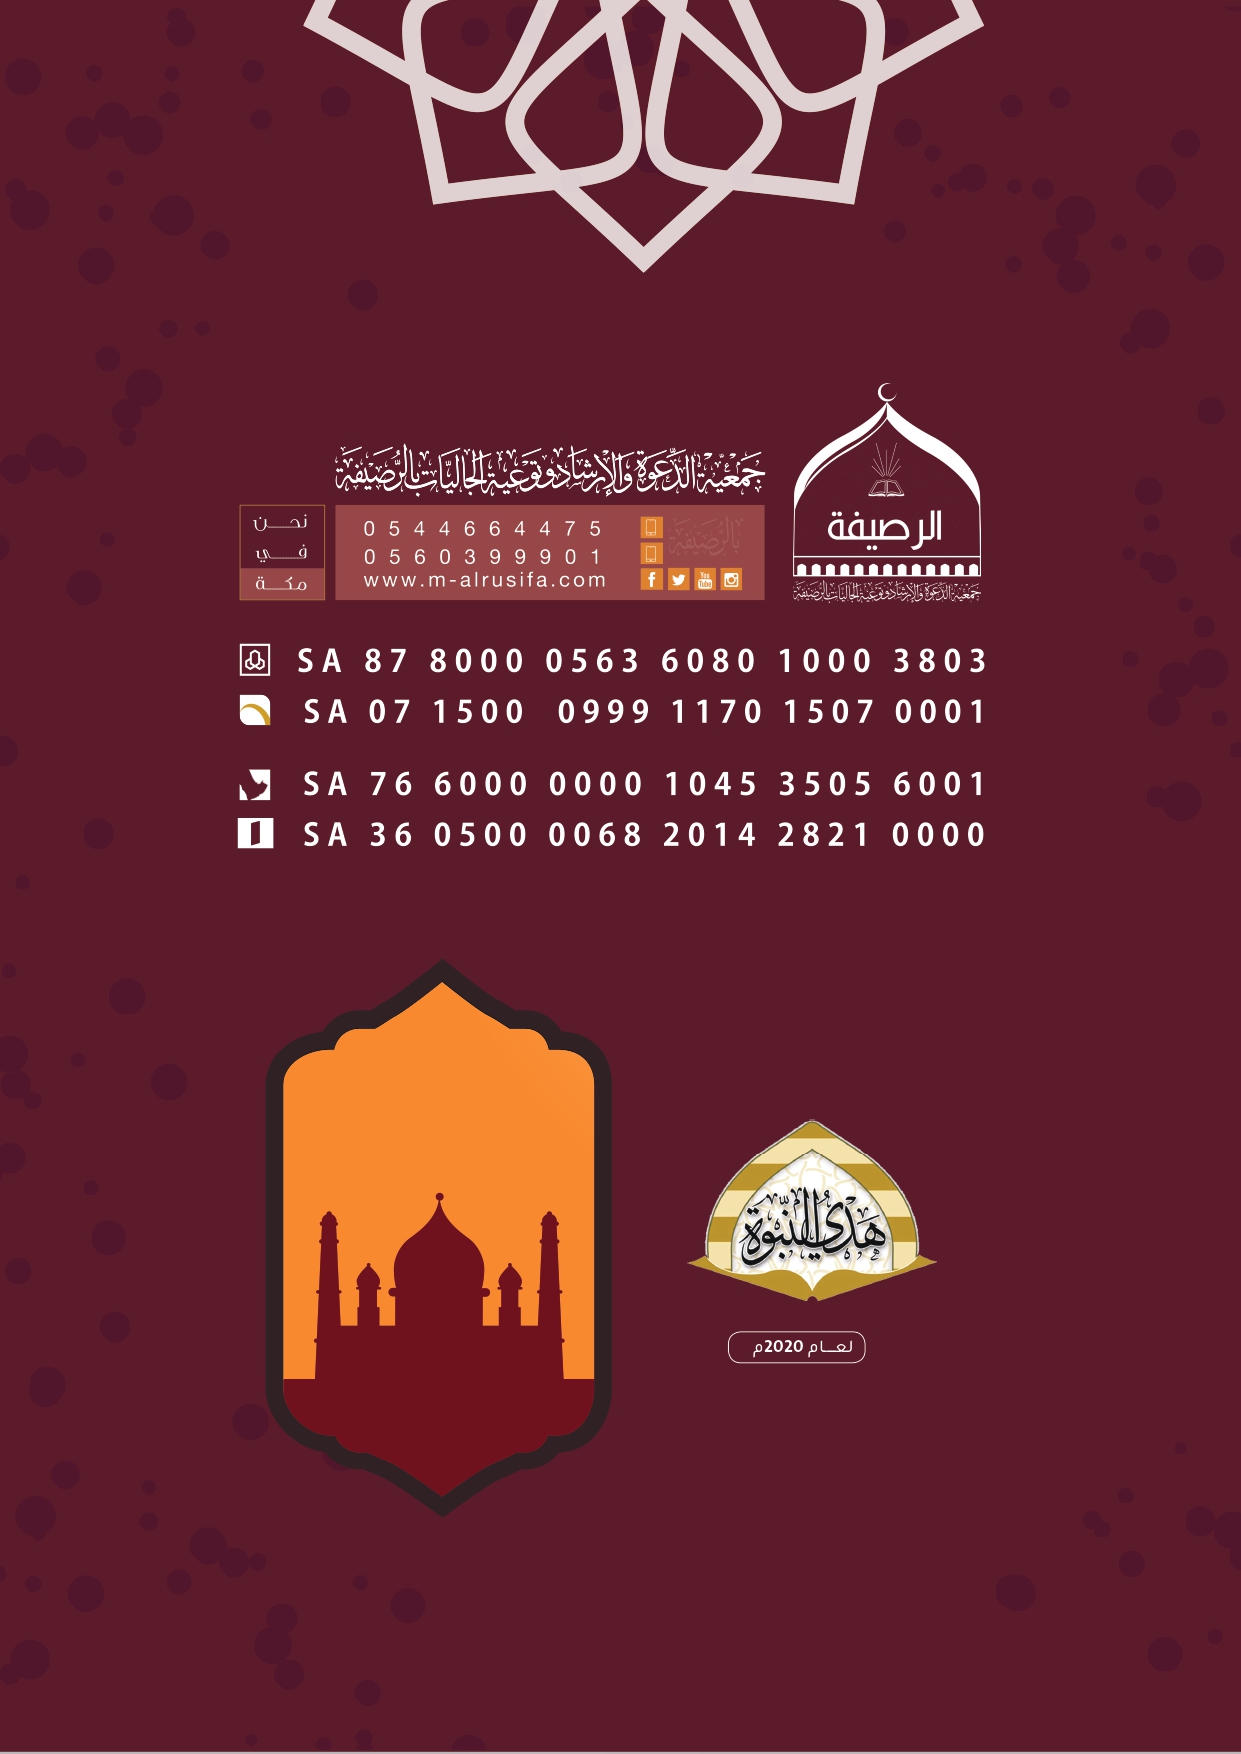 جمعية الدعوة والإرشاد وتوعية الجاليات بالرصيفة
نحن
في
مكة
0544664475
0560399901
www.m-alrusifa.com
بالرصيفة
الرصيفة
جمعية الدعوة والإرشاد وتوعية الجاليات بالرصيفة
SA 87 8000 0563 6080 1000 3803
SA 07 1500 0999 1170 1507 0001
SA 76 6000 0000 1045 3505 6001
SA 36 0500 0068 2014 2821 0000
هدي النبوة
لعام 2020م